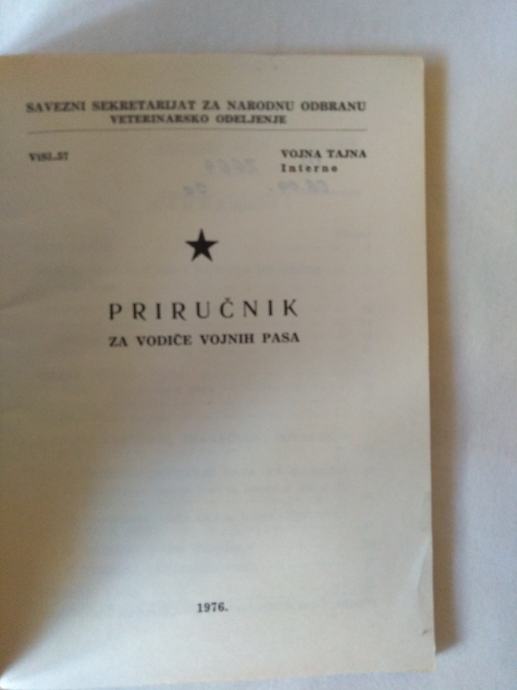 SAVEZNI SEKRETARIJAT ZA NARODNU ODBRANU
VETERINARSKO ODELJENJE
VOJNA TAJNA
Interno
PRIRUČNIK
ZA VODIČE VOJNIH PASA
1976.